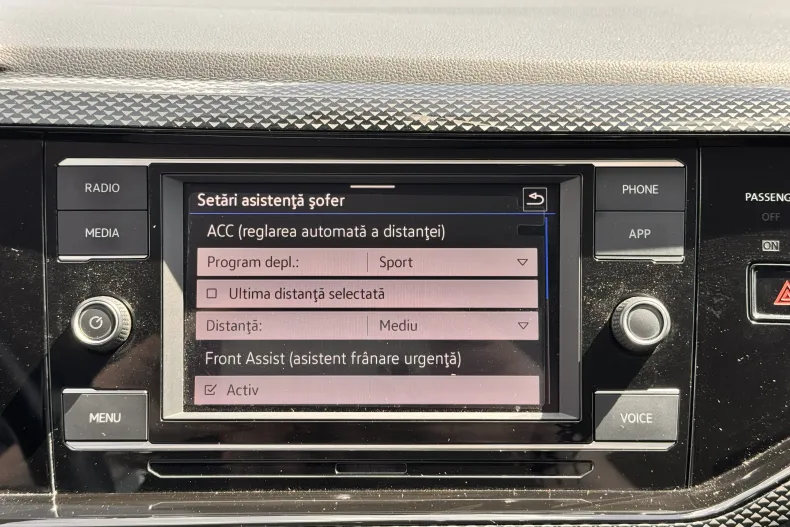 RADIO
MEDIA
MENU
Setări asistenţă şofer
ACC (reglarea automată a distanţei)
Program depl.: Sport
Ultima distanţă selectată
Distanţă: Mediu
Front Assist (asistent frânare urgenţă)
Activ
PHONE
APP
VOICE
OFF
ON